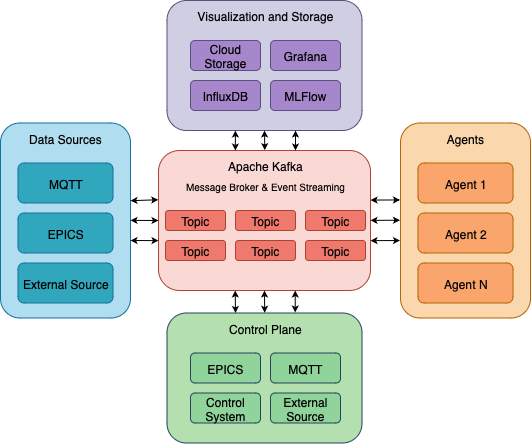 Visualization and Storage
Cloud
Storage
Grafana
InfluxDB
MLFlow
Data Sources
MQTT
EPICS
External Source
Apache Kafka
Message Broker & Event Streaming
Topic
Topic
Topic
Topic
Topic
Topic
Agents
Agent 1
Agent 2
Agent N
Control Plane
EPICS
MQTT
Control
System
External
Source